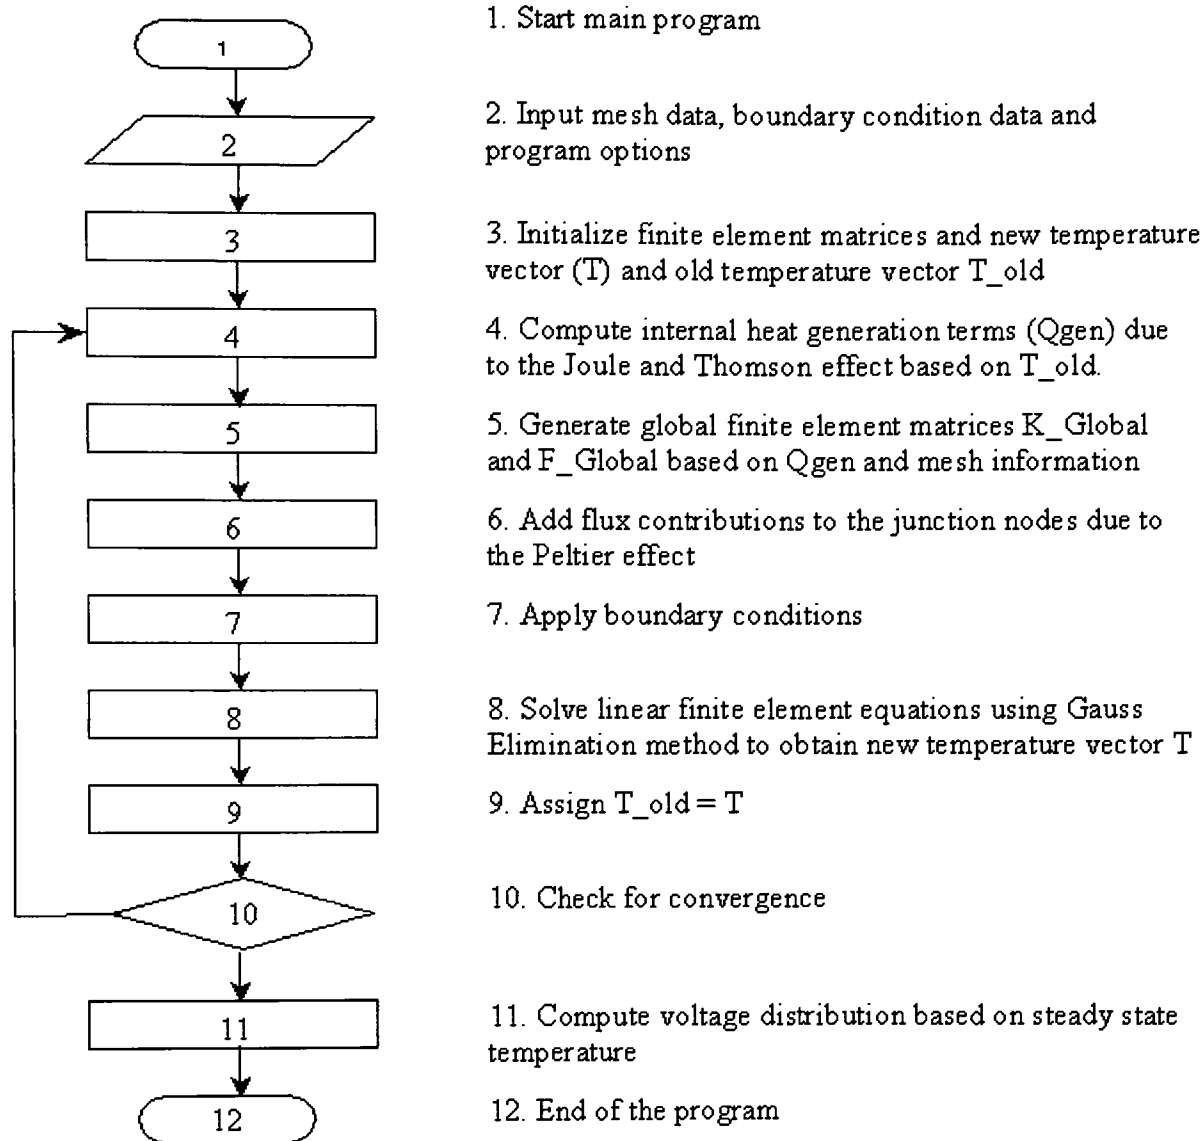 1
1. Start main program
2
2. Input mesh data, boundary condition data and
program options
3
3. Initialize finite element matrices and new temperature
vector (T) and old temperature vector T_old
4
4. Compute internal heat generation terms (Qgen) due
to the Joule and Thomson effect based on T_old.
5
5. Generate global finite element matrices K_Global
and F_Global based on Qgen and mesh information
6
6. Add flux contributions to the junction nodes due to
the Peltier effect
7
7. Apply boundary conditions
8
8. Solve linear finite element equations using Gauss
Elimination method to obtain new temperature vector T
9
9. Assign T_old = T
10
10. Check for convergence
11
11. Compute voltage distribution based on steady state
temperature
12
12. End of the program